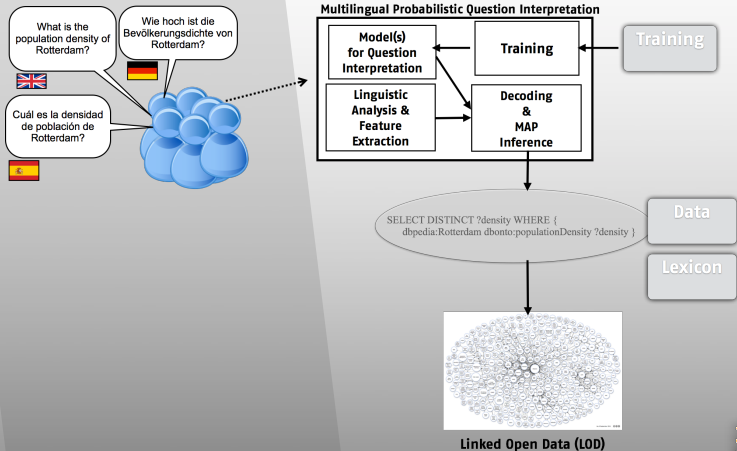 What is the
population density of
Rotterdam?
Wie hoch ist die
Bevölkerungsdichte von
Rotterdam?
Cuál es la densidad
de población de
Rotterdam?
Multilingual Probabilistic Question Interpretation
Model(s)
for Question
Interpretation
Training
Training
Linguistic
Analysis &
Feature
Extraction
Decoding
&
MAP
Inference
SELECT DISTINCT ?density WHERE {
dbpedia:Rotterdam dbonto:populationDensity ?density }
Data
Lexicon
Linked Open Data (LOD)